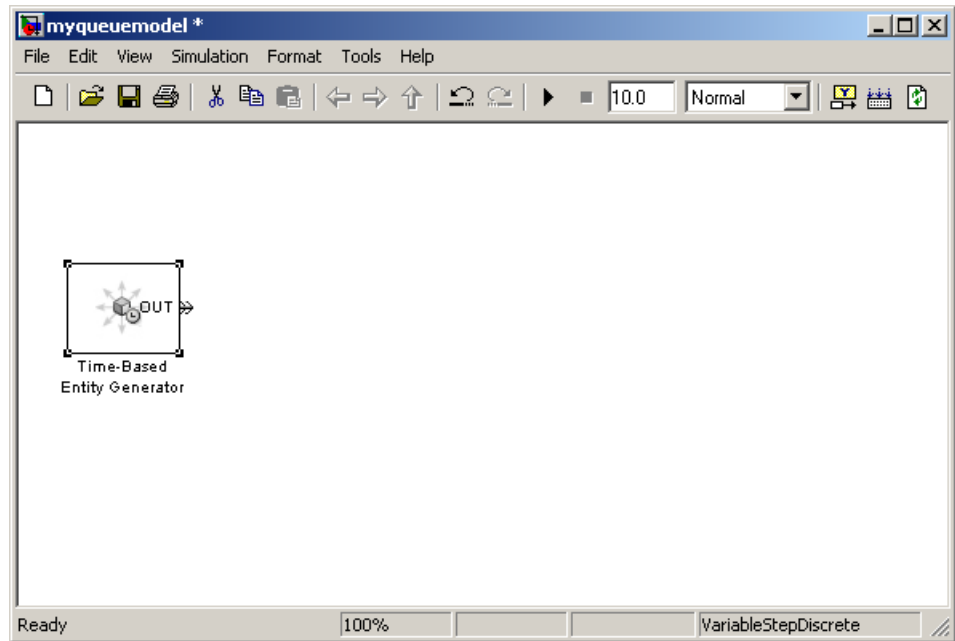 myqueuemodel *
File Edit View Simulation Format Tools Help
10.0 Normal
OUT
Time-Based
Entity Generator
Ready 100% VariableStepDiscrete